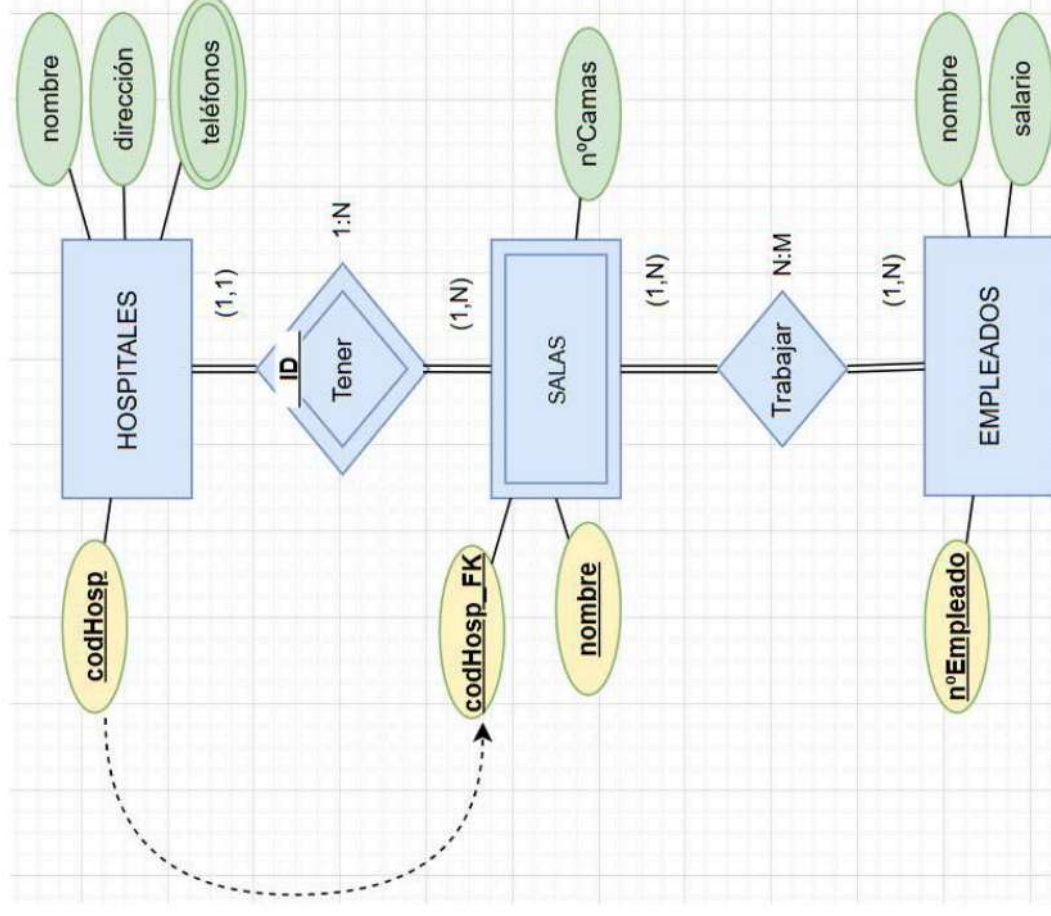 nombre
dirección
teléfonos
HOSPITALES
codHosp
(1,1)
1:N
ID
Tener
(1,N)
nºCamas
SALAS
codHosp_FK
nombre
(1,N)
N:M
Trabajar
(1,N)
nombre
salario
EMPLEADOS
nºEmpleado